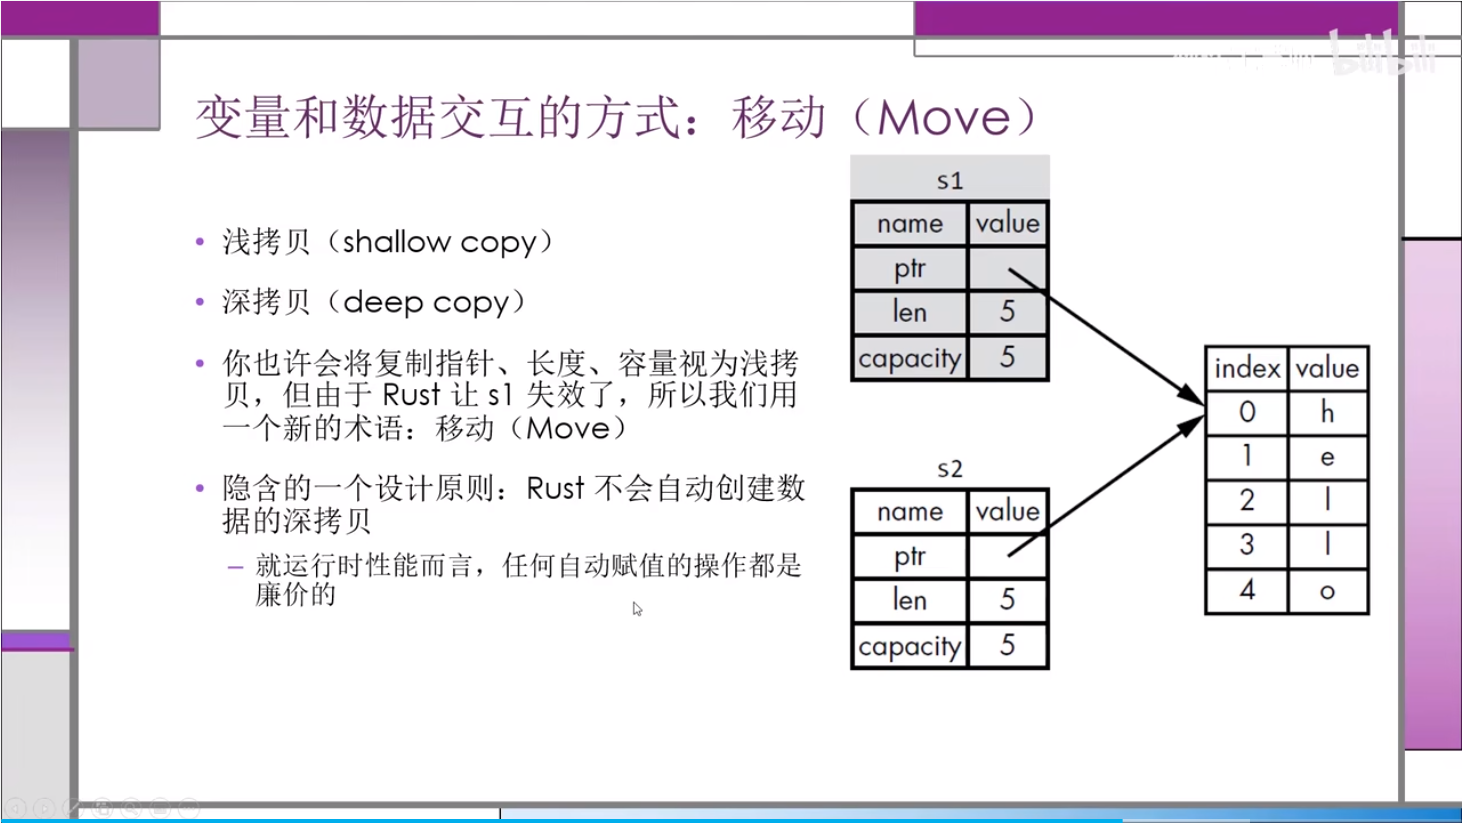 bilibili
变量和数据交互的方式：移动（Move）
• 浅拷贝（shallow copy）
• 深拷贝（deep copy）
• 你也许会将复制指针、长度、容量视为浅拷
贝，但由于 Rust 让 s1 失效了，所以我们用
一个新的术语：移动（Move）
• 隐含的一个设计原则：Rust 不会自动创建数
据的深拷贝
– 就运行时性能而言，任何自动赋值的操作都是
廉价的
s1
name value
ptr
len 5
capacity 5
s2
name value
ptr
len 5
capacity 5
index value
0 h
1 e
2 l
3 l
4 o